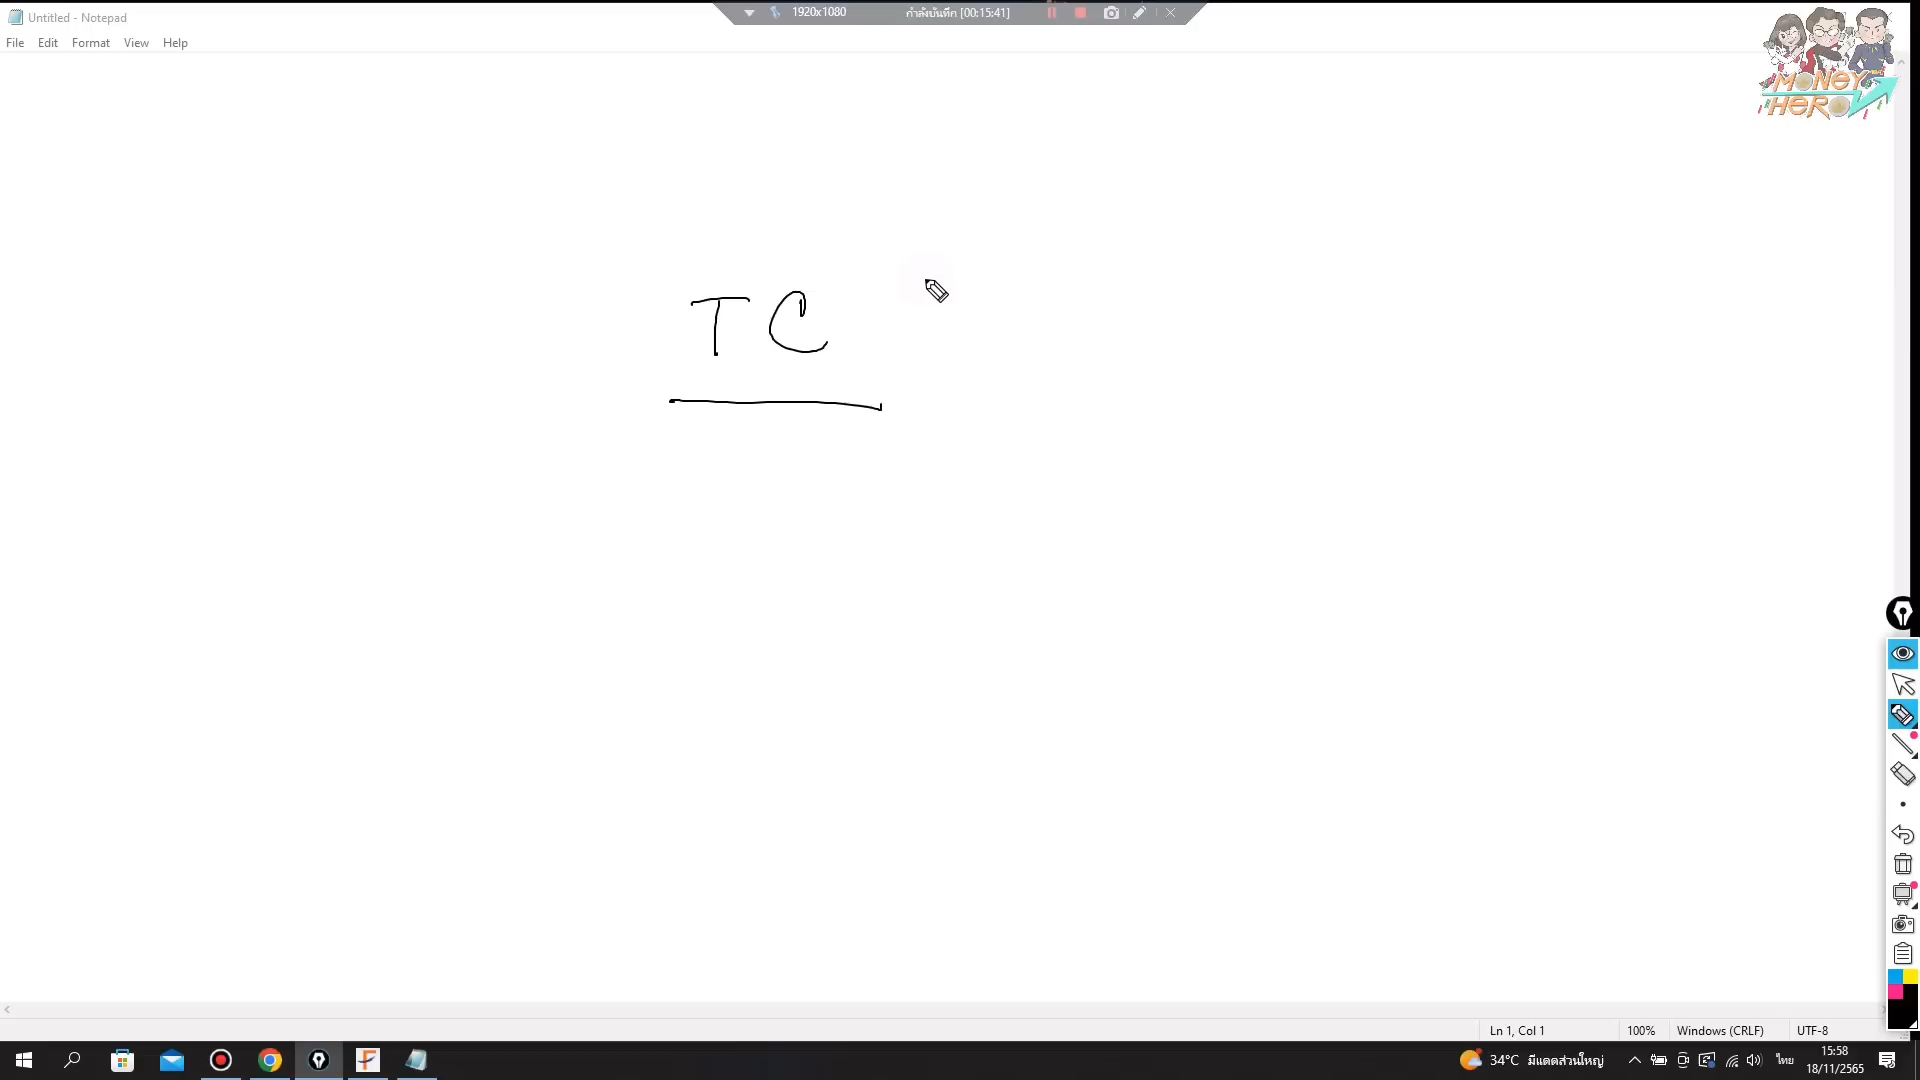 Untitled - Notepad
1920x1080
กำลังบันทึก [00:15:41]
File Edit Format View Help
MONEY
HERO
TC
Ln 1, Col 1
100%
Windows (CRLF)
UTF-8
34°C มีแดดส่วนใหญ่
ไทย
15:58
18/11/2565